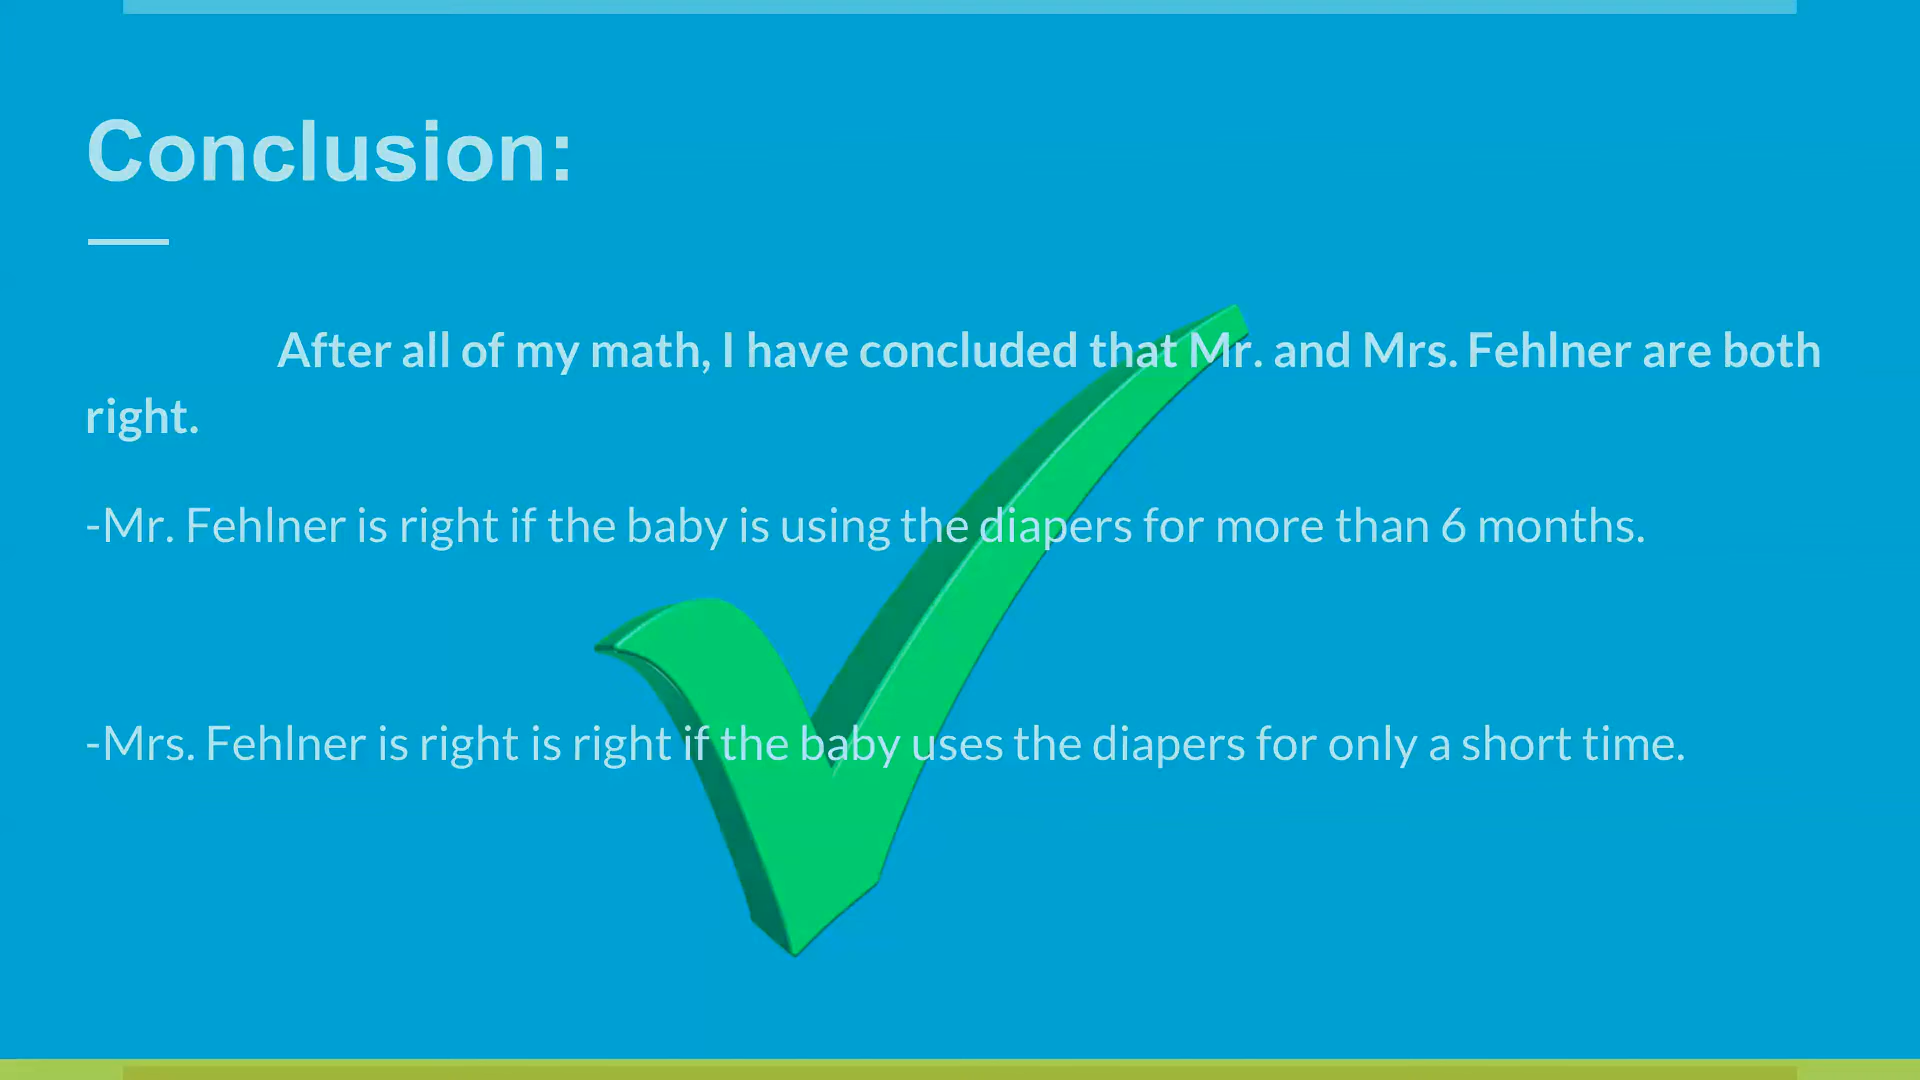 Conclusion:
After all of my math, I have concluded that Mr. and Mrs. Fehlner are both
right.
-Mr. Fehlner is right if the baby is using the diapers for more than 6 months.
-Mrs. Fehlner is right is right if the baby uses the diapers for only a short time.